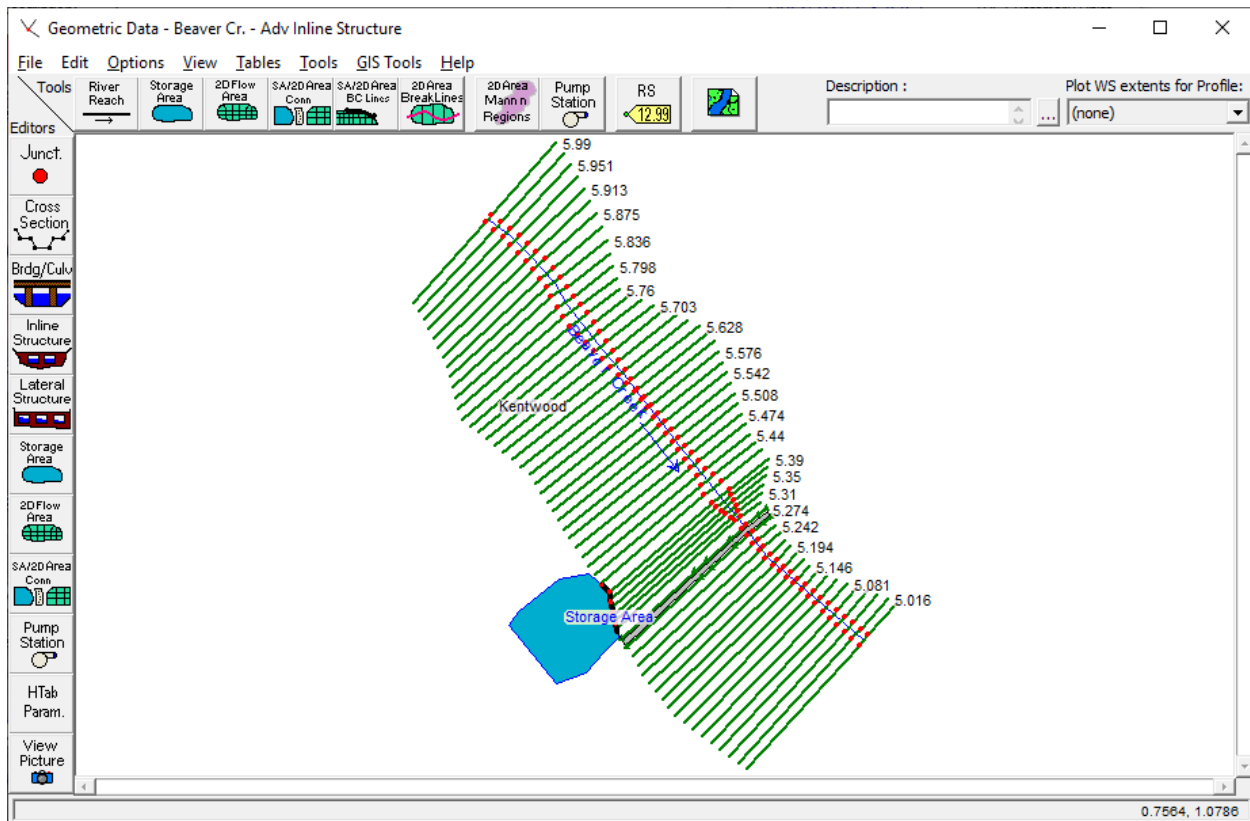 Geometric Data - Beaver Cr. - Adv Inline Structure
File Edit Options View Tables Tools GIS Tools Help
Tools
Editors
River
Reach
Storage
Area
2D Flow
Area
SA/2D Area
Conn
SA/2D Area
BC Lines
2D Area
BreakLines
2D Area
Mann n
Regions
Pump
Station
RS
12.99
Description :
...
Plot WS extents for Profile:
(none)
Junct.
Cross
Section
Brdg/Culv
Inline
Structure
Lateral
Structure
Storage
Area
2D Flow
Area
SA/2D Area
Conn
Pump
Station
HTab
Param.
View
Picture
5.99
5.951
5.913
5.875
5.836
5.798
5.76
5.703
5.628
5.576
5.542
5.508
5.474
5.44
5.39
5.35
5.31
5.274
5.242
5.194
5.146
5.081
5.016
Beaver Creek
Kentwood
Storage Area
0.7564, 1.0786